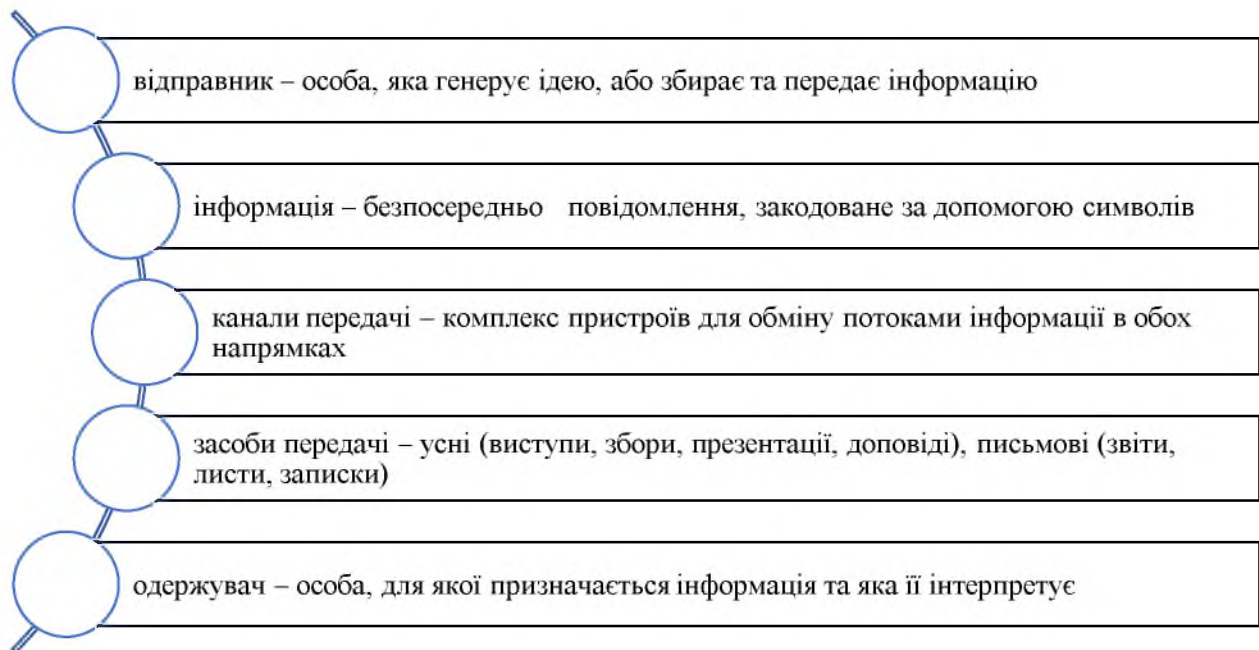 відправник – особа, яка генерує ідею, або збирає та передає інформацію
інформація – безпосередньо повідомлення, закодоване за допомогою символів
канали передачі – комплекс пристроїв для обміну потоками інформації в обох
напрямках
засоби передачі – усні (виступи, збори, презентації, доповіді), письмові (звіти,
листи, записки)
одержувач – особа, для якої призначається інформація та яка її інтерпретує